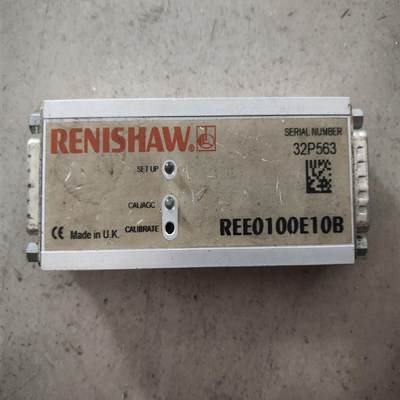 RENISHAW.
SERIAL NUMBER
32P563
SET UP
CAL/AGC
CE Made in U.K.
CALIBRATE
REE0100E10B